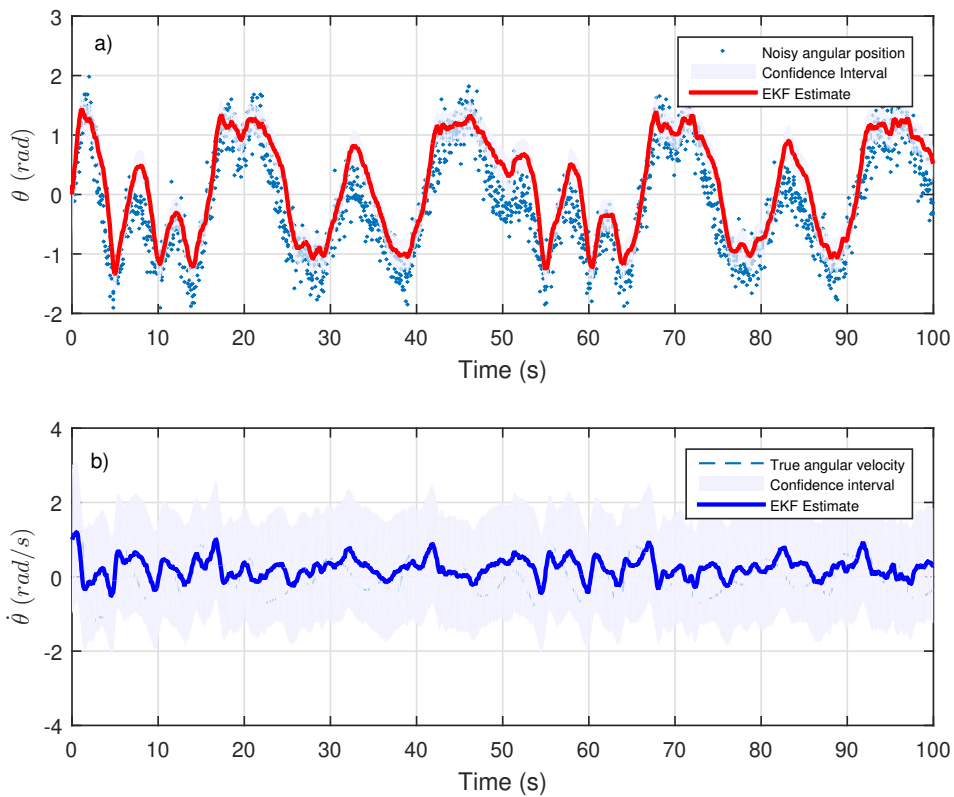 3
2
1
0
-1
-2
θ (rad)
a)
Noisy angular position
Confidence Interval
EKF Estimate
0 10 20 30 40 50 60 70 80 90 100
Time (s)
4
2
0
-2
-4
θ̇ (rad/s)
b)
True angular velocity
Confidence interval
EKF Estimate
0 10 20 30 40 50 60 70 80 90 100
Time (s)